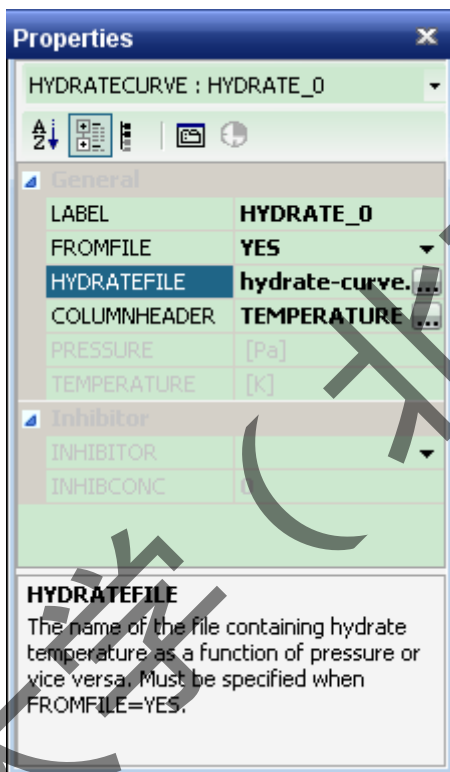 Properties
HYDRATECURVE : HYDRATE_0
General
LABEL HYDRATE_0
FROMFILE YES
HYDRATEFILE hydrate-curve. ...
COLUMNHEADER TEMPERATURE ...
PRESSURE [Pa]
TEMPERATURE [K]
Inhibitor
INHIBITOR
INHIBCONC 0
HYDRATEFILE
The name of the file containing hydrate
temperature as a function of pressure or
vice versa. Must be specified when
FROMFILE=YES.